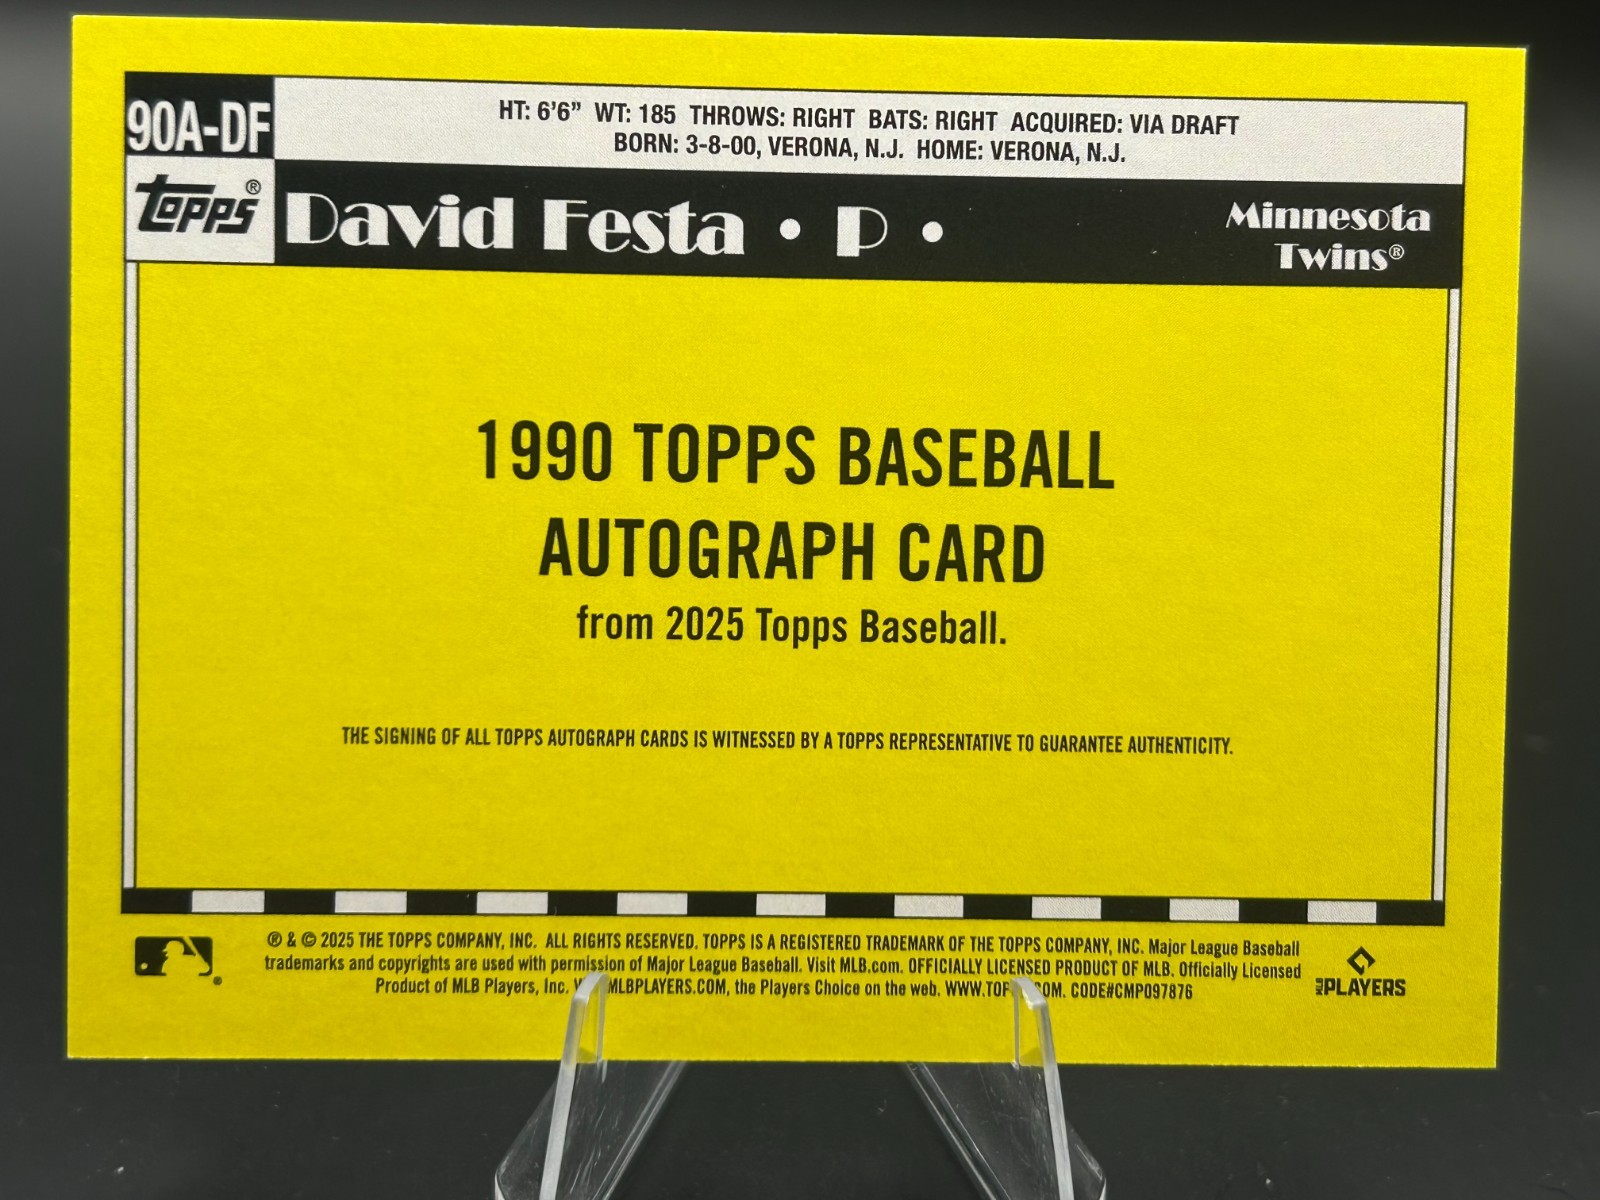 90A-DF
HT: 6'6" WT: 185 THROWS: RIGHT BATS: RIGHT ACQUIRED: VIA DRAFT
BORN: 3-8-00, VERONA, N.J. HOME: VERONA, N.J.
Topps®
David Festa • P •
Minnesota
Twins®
1990 TOPPS BASEBALL
AUTOGRAPH CARD
from 2025 Topps Baseball.
THE SIGNING OF ALL TOPPS AUTOGRAPH CARDS IS WITNESSED BY A TOPPS REPRESENTATIVE TO GUARANTEE AUTHENTICITY.
® & © 2025 THE TOPPS COMPANY, INC. ALL RIGHTS RESERVED. TOPPS IS A REGISTERED TRADEMARK OF THE TOPPS COMPANY, INC. Major League Baseball
trademarks and copyrights are used with permission of Major League Baseball. Visit MLB.com. OFFICIALLY LICENSED PRODUCT OF MLB. Officially Licensed
Product of MLB Players, Inc. MLBPLAYERS.COM, the Players Choice on the web. CODE#CMP097876
MLB PLAYERS